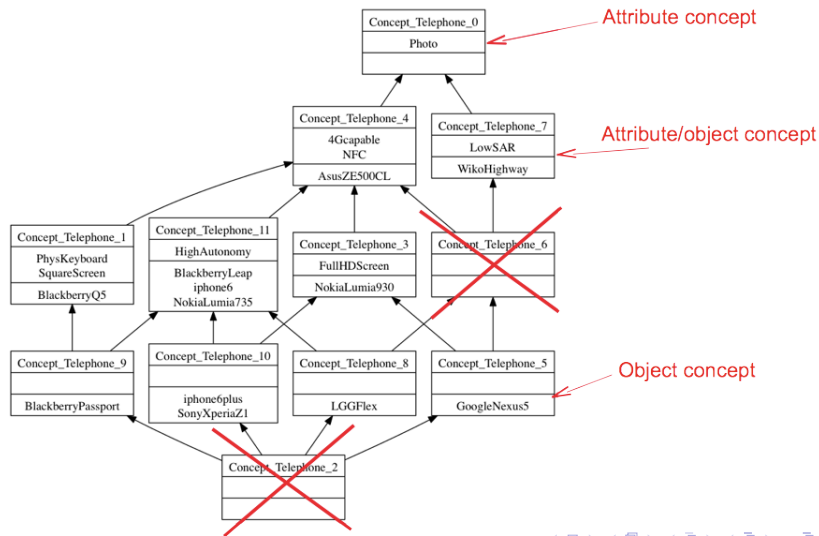 Concept_Telephone_0
Photo
Attribute concept
Concept_Telephone_4
4Gcapable
NFC
AsusZE500CL
Concept_Telephone_7
LowSAR
WikoHighway
Attribute/object concept
Concept_Telephone_1
PhysKeyboard
SquareScreen
BlackberryQ5
Concept_Telephone_11
HighAutonomy
BlackberryLeap
iphone6
NokiaLumia735
Concept_Telephone_3
FullHDScreen
NokiaLumia930
Concept_Telephone_6
Concept_Telephone_9
BlackberryPassport
Concept_Telephone_10
iphone6plus
SonyXperiaZ1
Concept_Telephone_8
LGGFlex
Concept_Telephone_5
GoogleNexus5
Object concept
Concept_Telephone_2